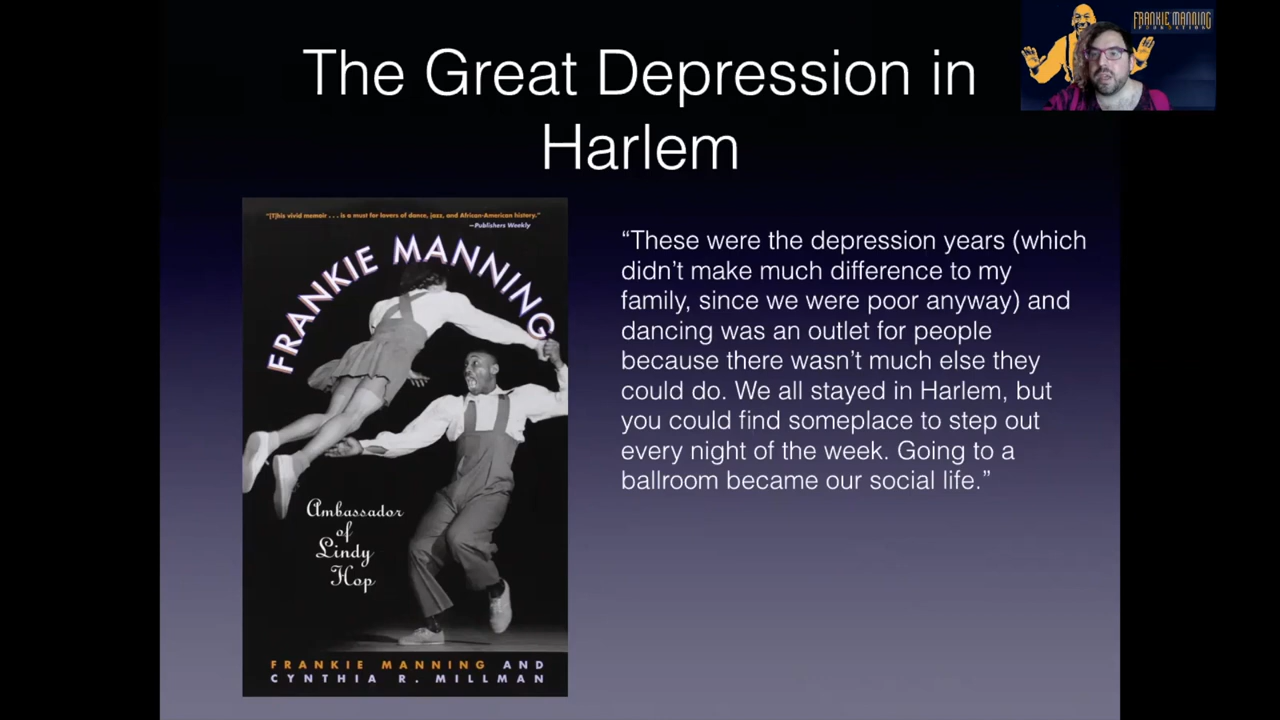 The Great Depression in
Harlem
FRANKIE MANNING
FOUNDATION
“[T]his vivid memoir . . . is a must for lovers of dance, jazz, and African-American history.”
—Publishers Weekly
FRANKIE MANNING
Ambassador
of
Lindy
Hop
FRANKIE MANNING AND
CYNTHIA R. MILLMAN
“These were the depression years (which
didn’t make much difference to my
family, since we were poor anyway) and
dancing was an outlet for people
because there wasn’t much else they
could do. We all stayed in Harlem, but
you could find someplace to step out
every night of the week. Going to a
ballroom became our social life.”